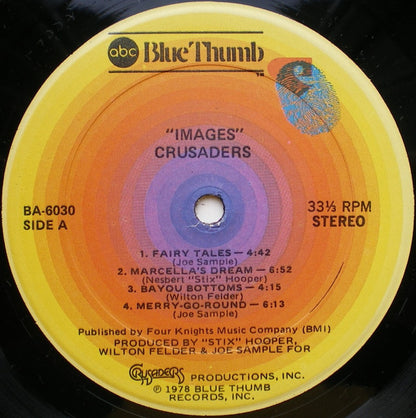 abc Blue Thumb
"IMAGES"
CRUSADERS
BA-6030
SIDE A
33⅓ RPM
STEREO
1. FAIRY TALES — 4:42
(Joe Sample)
2. MARCELLA'S DREAM — 6:52
(Nesbert "Stix" Hooper)
3. BAYOU BOTTOMS — 4:15
(Wilton Felder)
4. MERRY-GO-ROUND — 6:13
(Joe Sample)
Published by Four Knights Music Company (BMI)
PRODUCED BY "STIX" HOOPER,
WILTON FELDER & JOE SAMPLE FOR
CRUSADERS PRODUCTIONS, INC.
℗ 1978 BLUE THUMB
RECORDS, INC.